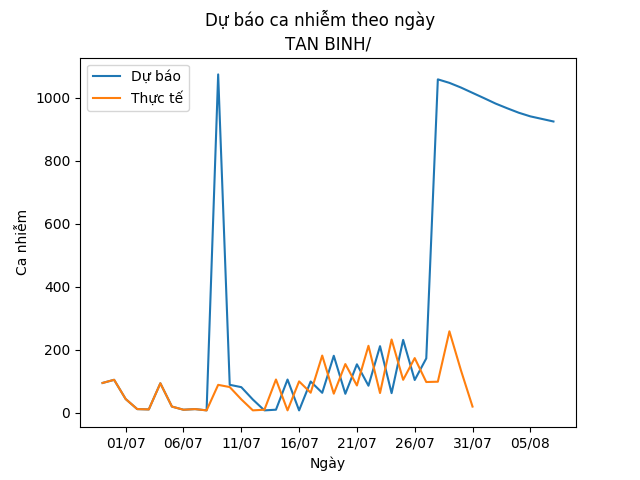 Dự báo ca nhiễm theo ngày
TAN BINH/
Dự báo
Thực tế
Ca nhiễm
1000
800
600
400
200
0
01/07 06/07 11/07 16/07 21/07 26/07 31/07 05/08
Ngày